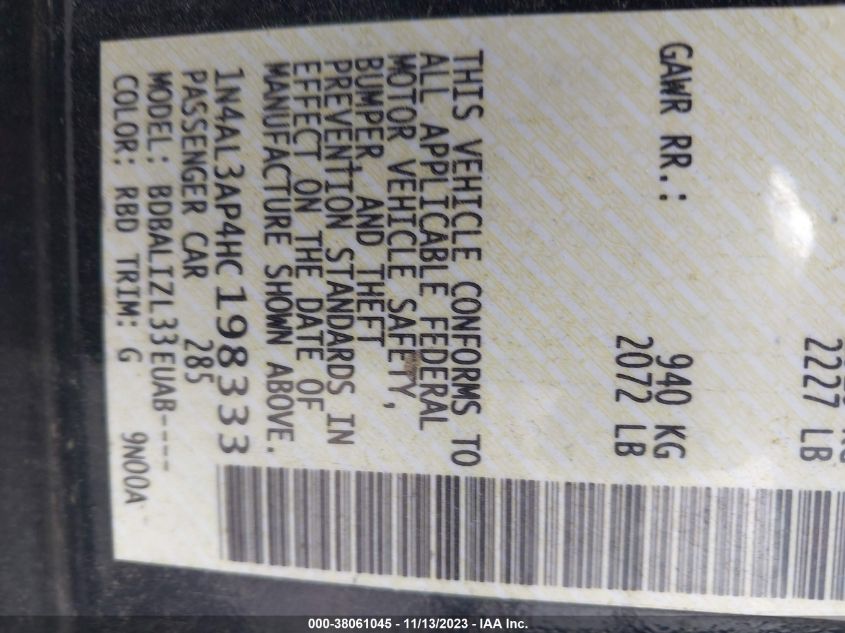 2227 LB
GAWR RR.: 940 KG
2072 LB
THIS VEHICLE CONFORMS TO
ALL APPLICABLE FEDERAL
MOTOR VEHICLE SAFETY,
BUMPER, AND THEFT
PREVENTION STANDARDS IN
EFFECT ON THE DATE OF
MANUFACTURE SHOWN ABOVE.
1N4AL3AP4HC198333
PASSENGER CAR 285
MODEL: BDBALIZL33EUAB----
COLOR: RBD TRIM: G 9N00A
000-38061045 - 11/13/2023 - IAA Inc.